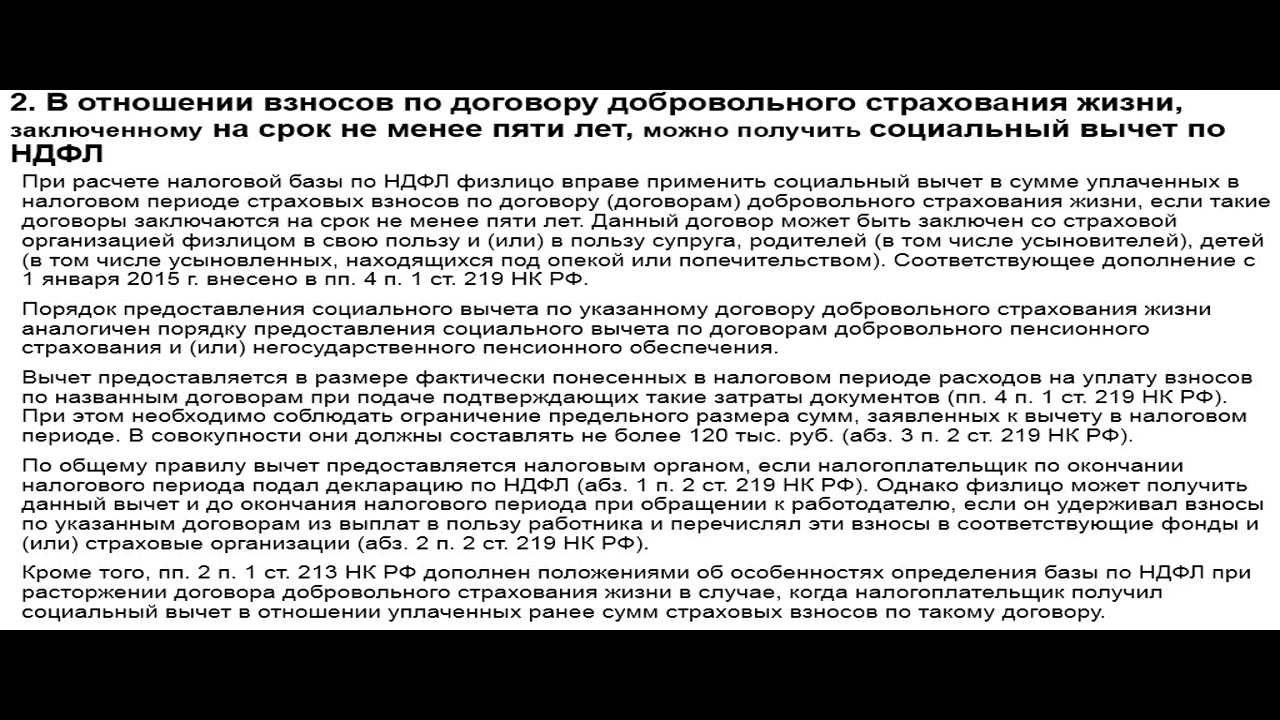 2. В отношении взносов по договору добровольного страхования жизни,
заключенному на срок не менее пяти лет, можно получить социальный вычет по
НДФЛ
При расчете налоговой базы по НДФЛ физлицо вправе применить социальный вычет в сумме уплаченных в
налоговом периоде страховых взносов по договору (договорам) добровольного страхования жизни, если такие
договоры заключаются на срок не менее пяти лет. Данный договор может быть заключен со страховой
организацией физлицом в свою пользу и (или) в пользу супруга, родителей (в том числе усыновителей), детей
(в том числе усыновленных, находящихся под опекой или попечительством). Соответствующее дополнение с
1 января 2015 г. внесено в пп. 4 п. 1 ст. 219 НК РФ.
Порядок предоставления социального вычета по указанному договору добровольного страхования жизни
аналогичен порядку предоставления социального вычета по договорам добровольного пенсионного
страхования и (или) негосударственного пенсионного обеспечения.
Вычет предоставляется в размере фактически понесенных в налоговом периоде расходов на уплату взносов
по названным договорам при подаче подтверждающих такие затраты документов (пп. 4 п. 1 ст. 219 НК РФ).
При этом необходимо соблюдать ограничение предельного размера сумм, заявленных к вычету в налоговом
периоде. В совокупности они должны составлять не более 120 тыс. руб. (абз. 3 п. 2 ст. 219 НК РФ).
По общему правилу вычет предоставляется налоговым органом, если налогоплательщик по окончании
налогового периода подал декларацию по НДФЛ (абз. 1 п. 2 ст. 219 НК РФ). Однако физлицо может получить
данный вычет и до окончания налогового периода при обращении к работодателю, если он удерживал взносы
по указанным договорам из выплат в пользу работника и перечислял эти взносы в соответствующие фонды и
(или) страховые организации (абз. 2 п. 2 ст. 219 НК РФ).
Кроме того, пп. 2 п. 1 ст. 213 НК РФ дополнен положениями об особенностях определения базы по НДФЛ при
расторжении договора добровольного страхования жизни в случае, когда налогоплательщик получил
социальный вычет в отношении уплаченных ранее сумм страховых взносов по такому договору.